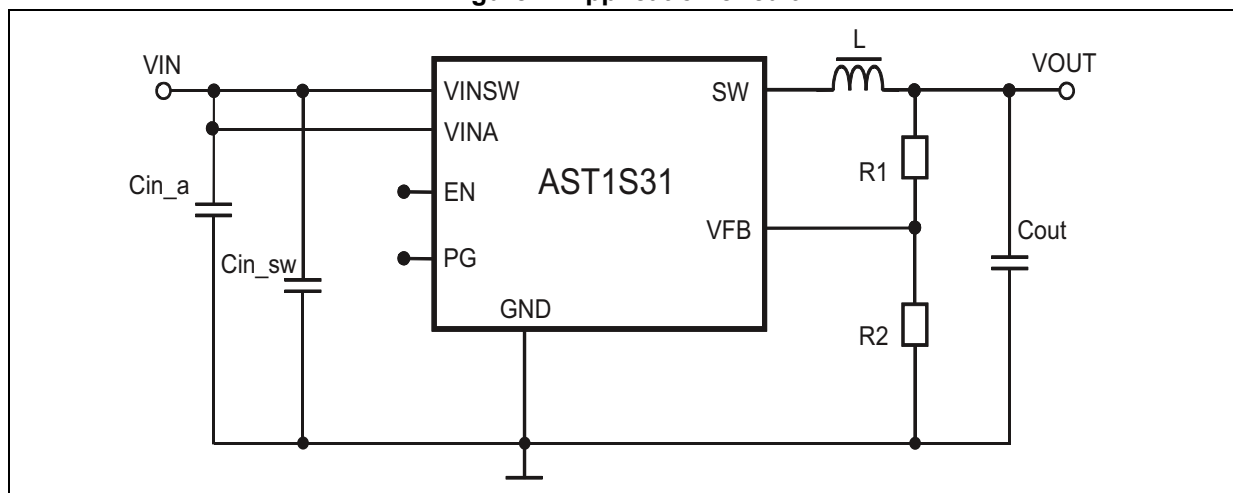 L
VIN
VOUT
VINSW
SW
VINA
AST1S31
R1
Cin_a
EN
VFB
Cout
PG
Cin_sw
GND
R2